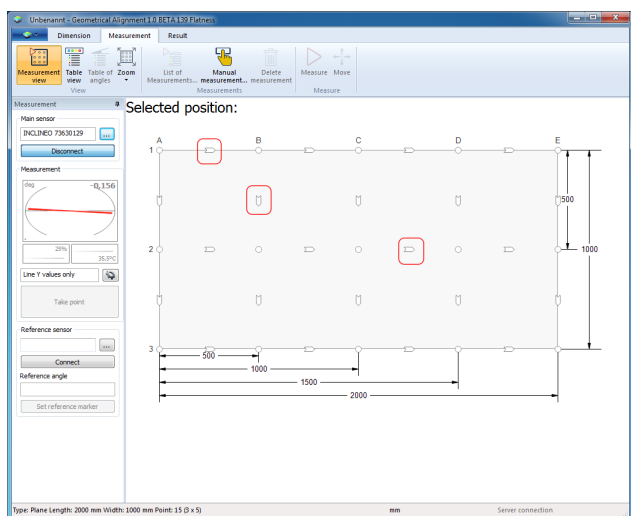 Unbenannt - Geometrical Alignment 1.0 BETA 139 Flatness
Dimension Measurement Result
Measurement view
Table view
Table of angles
Zoom
List of Measurements...
Manual measurement...
Delete measurement
Measure
Move
View Measurements Measure
Measurement
Main sensor
INCLINEO 73630129 ...
Disconnect
Measurement
deg -0,156
29%
35,5°C
Line Y values only
Take point
Reference sensor
...
Connect
Reference angle
Set reference marker
Selected position:
A B C D E
1
500
2 1000
3
500
1000
1500
2000
Type: Plane Length: 2000 mm Width: 1000 mm Point: 15 (3 x 5) mm Server connection